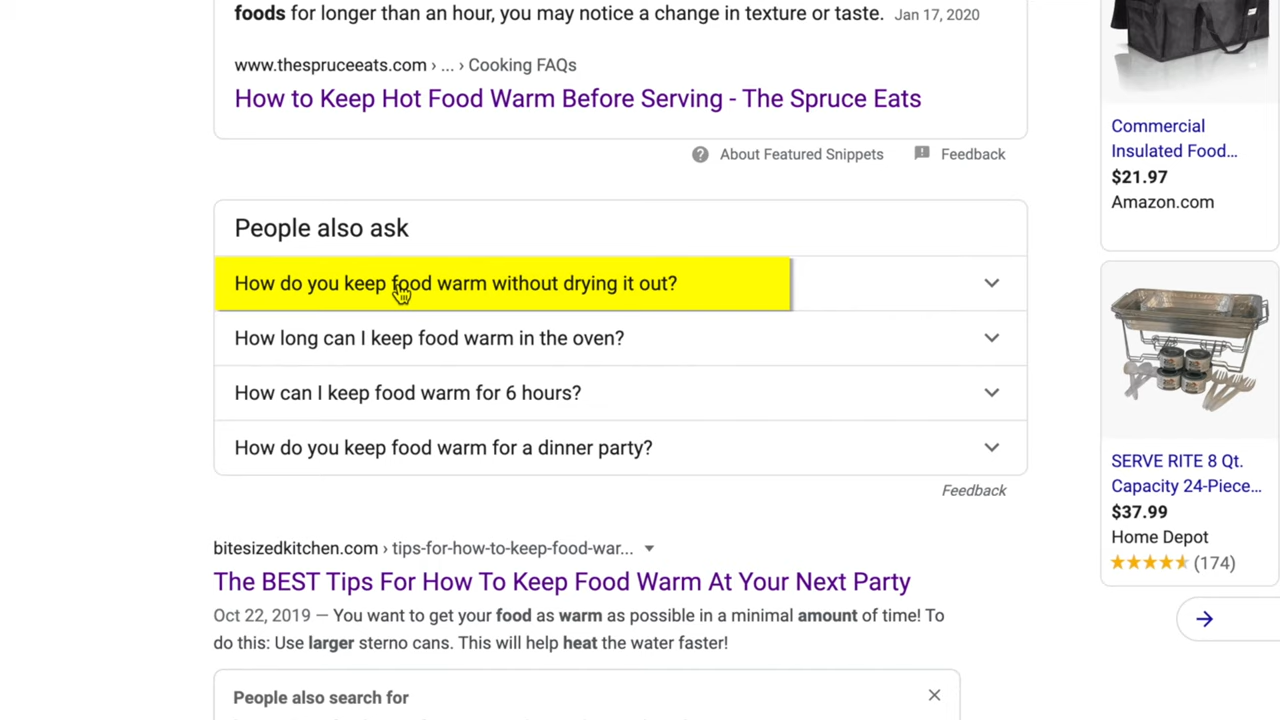 foods for longer than an hour, you may notice a change in texture or taste. Jan 17, 2020
www.thespruceeats.com › ... › Cooking FAQs
How to Keep Hot Food Warm Before Serving - The Spruce Eats
About Featured Snippets
Feedback
People also ask
How do you keep food warm without drying it out?
How long can I keep food warm in the oven?
How can I keep food warm for 6 hours?
How do you keep food warm for a dinner party?
Feedback
bitesizedkitchen.com › tips-for-how-to-keep-food-war...
The BEST Tips For How To Keep Food Warm At Your Next Party
Oct 22, 2019 — You want to get your food as warm as possible in a minimal amount of time! To
do this: Use larger sterno cans. This will help heat the water faster!
People also search for
Commercial
Insulated Food...
$21.97
Amazon.com
SERVE RITE 8 Qt.
Capacity 24-Piece...
$37.99
Home Depot
(174)